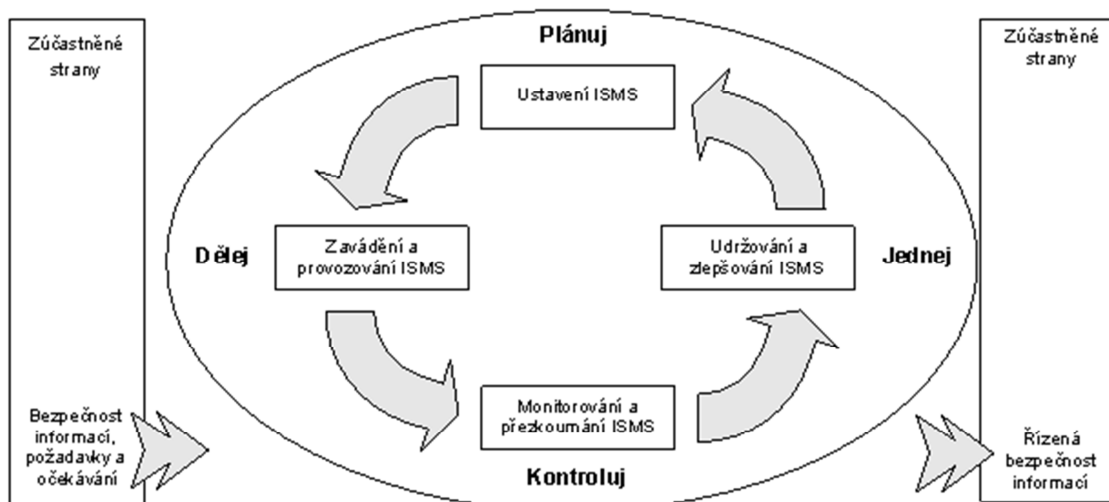 Zúčastněné
strany
Bezpečnost
informací,
požadavky a
očekávání
Plánuj
Ustavení ISMS
Dělej
Zavádění a
provozování ISMS
Udržování a
zlepšování ISMS
Jednej
Monitorování a
přezkoumání ISMS
Kontroluj
Zúčastněné
strany
Řízená
bezpečnost
informací